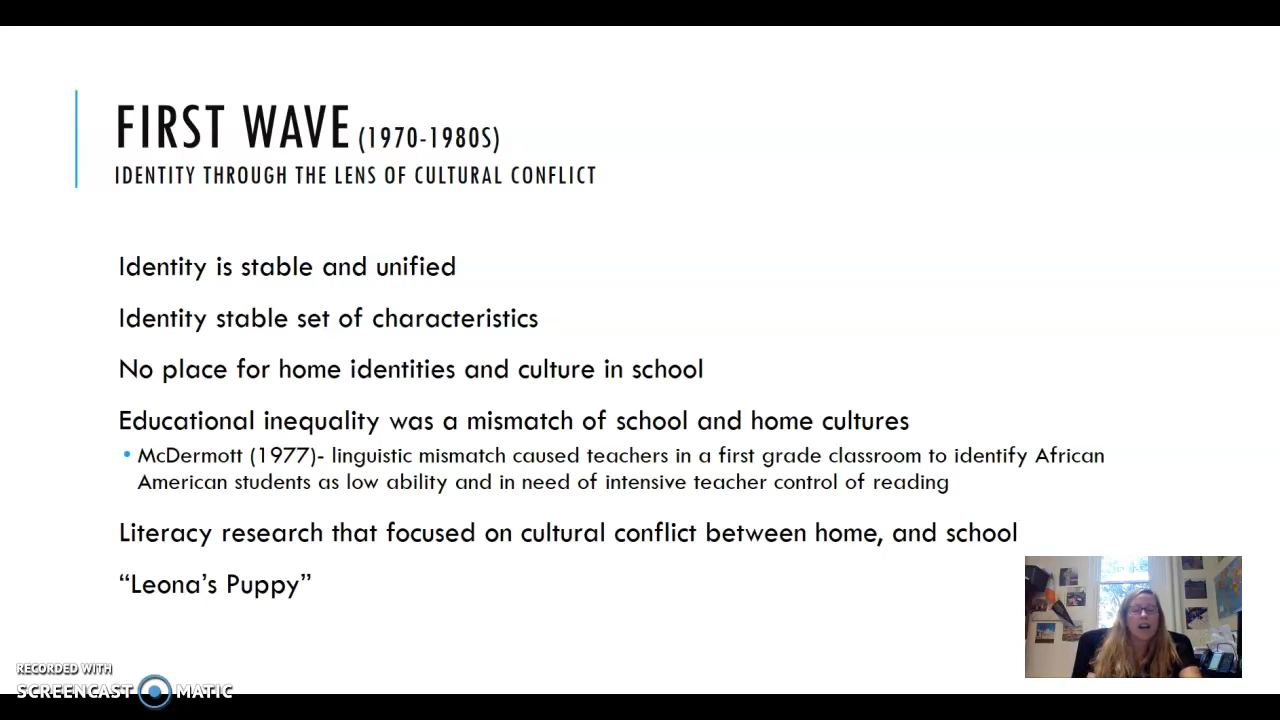 FIRST WAVE (1970-1980S)
IDENTITY THROUGH THE LENS OF CULTURAL CONFLICT
Identity is stable and unified
Identity stable set of characteristics
No place for home identities and culture in school
Educational inequality was a mismatch of school and home cultures
• McDermott (1977)- linguistic mismatch caused teachers in a first grade classroom to identify African
American students as low ability and in need of intensive teacher control of reading
Literacy research that focused on cultural conflict between home, and school
“Leona’s Puppy”
RECORDED WITH
SCREENCAST MATIC